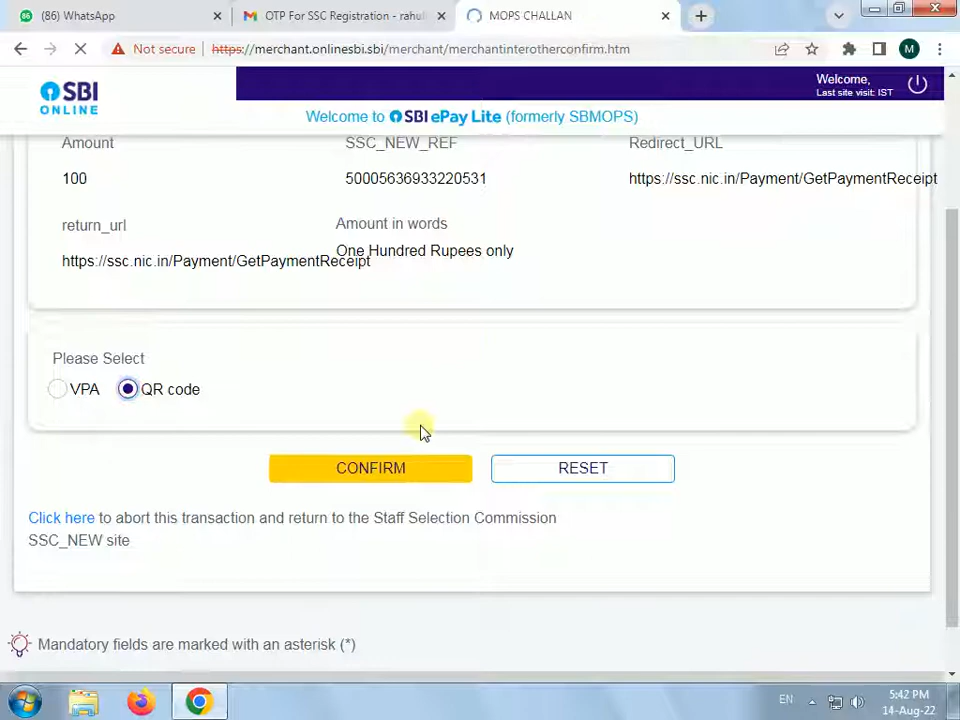 (86) WhatsApp
OTP For SSC Registration - rahul
MOPS CHALLAN
Not secure
https://merchant.onlinesbi.sbi/merchant/merchantinterotherconfirm.htm
M
SBI
ONLINE
Welcome,
Last site visit: IST
Welcome to SBI ePay Lite (formerly SBMOPS)
Amount
SSC_NEW_REF
Redirect_URL
100
50005636933220531
https://ssc.nic.in/Payment/GetPaymentReceipt
return_url
Amount in words
https://ssc.nic.in/Payment/GetPaymentReceipt
One Hundred Rupees only
Please Select
VPA
QR code
CONFIRM
RESET
Click here to abort this transaction and return to the Staff Selection Commission
SSC_NEW site
Mandatory fields are marked with an asterisk (*)
EN
5:42 PM
14-Aug-22